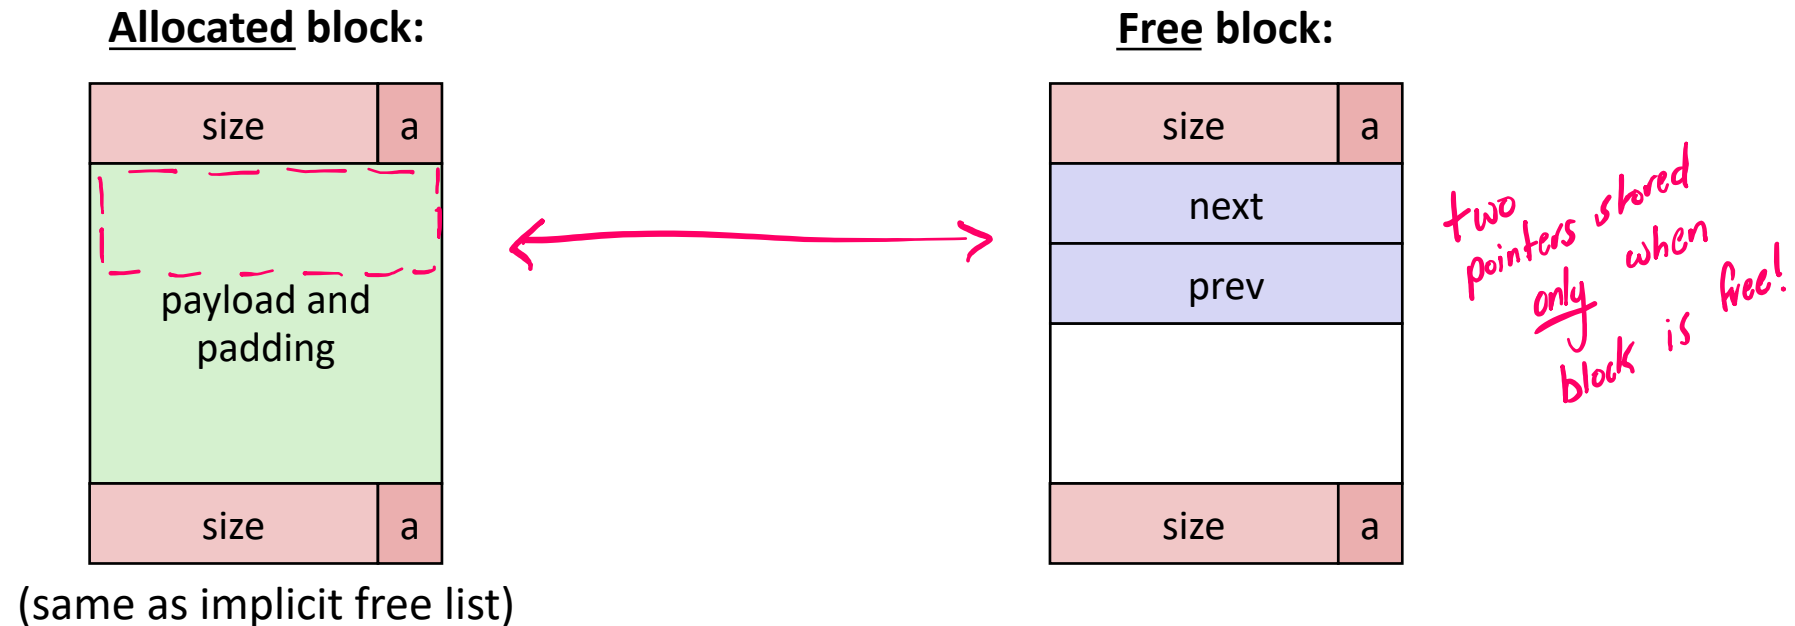 Allocated block:
size a
payload and
padding
size a
(same as implicit free list)
Free block:
size a
next
prev
size a
two
pointers stored
only when
block is free!